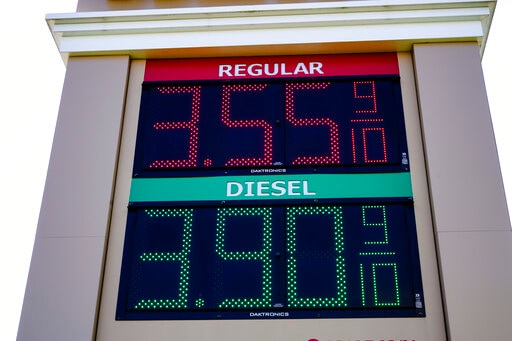 REGULAR
3.55 9/10
DAKTRONICS
DIESEL
3.90 9/10
DAKTRONICS